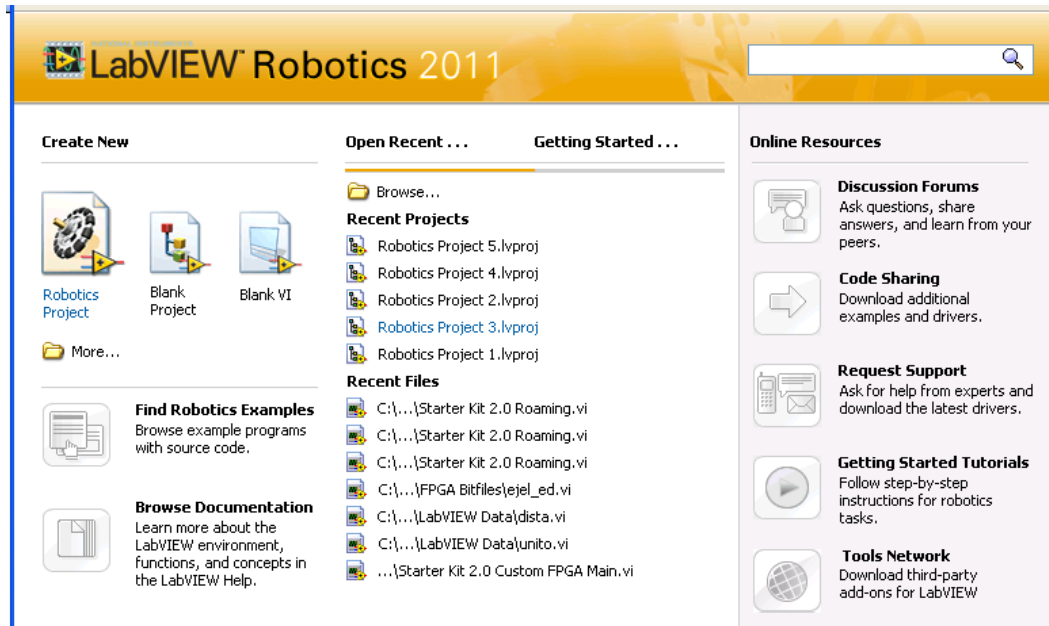 LabVIEW™ Robotics 2011
Create New
Robotics
Project
Blank
Project
Blank VI
More...
Find Robotics Examples
Browse example programs
with source code.
Browse Documentation
Learn more about the
LabVIEW environment,
functions, and concepts in
the LabVIEW Help.
Open Recent . . .
Getting Started . . .
Browse...
Recent Projects
Robotics Project 5.lvproj
Robotics Project 4.lvproj
Robotics Project 2.lvproj
Robotics Project 3.lvproj
Robotics Project 1.lvproj
Recent Files
C:\...\Starter Kit 2.0 Roaming.vi
C:\...\Starter Kit 2.0 Roaming.vi
C:\...\Starter Kit 2.0 Roaming.vi
C:\...\FPGA Bitfiles\ejel_ed.vi
C:\...\LabVIEW Data\dista.vi
C:\...\LabVIEW Data\unito.vi
...\Starter Kit 2.0 Custom FPGA Main.vi
Online Resources
Discussion Forums
Ask questions, share
answers, and learn from your
peers.
Code Sharing
Download additional
examples and drivers.
Request Support
Ask for help from experts and
download the latest drivers.
Getting Started Tutorials
Follow step-by-step
instructions for robotics
tasks.
Tools Network
Download third-party
add-ons for LabVIEW